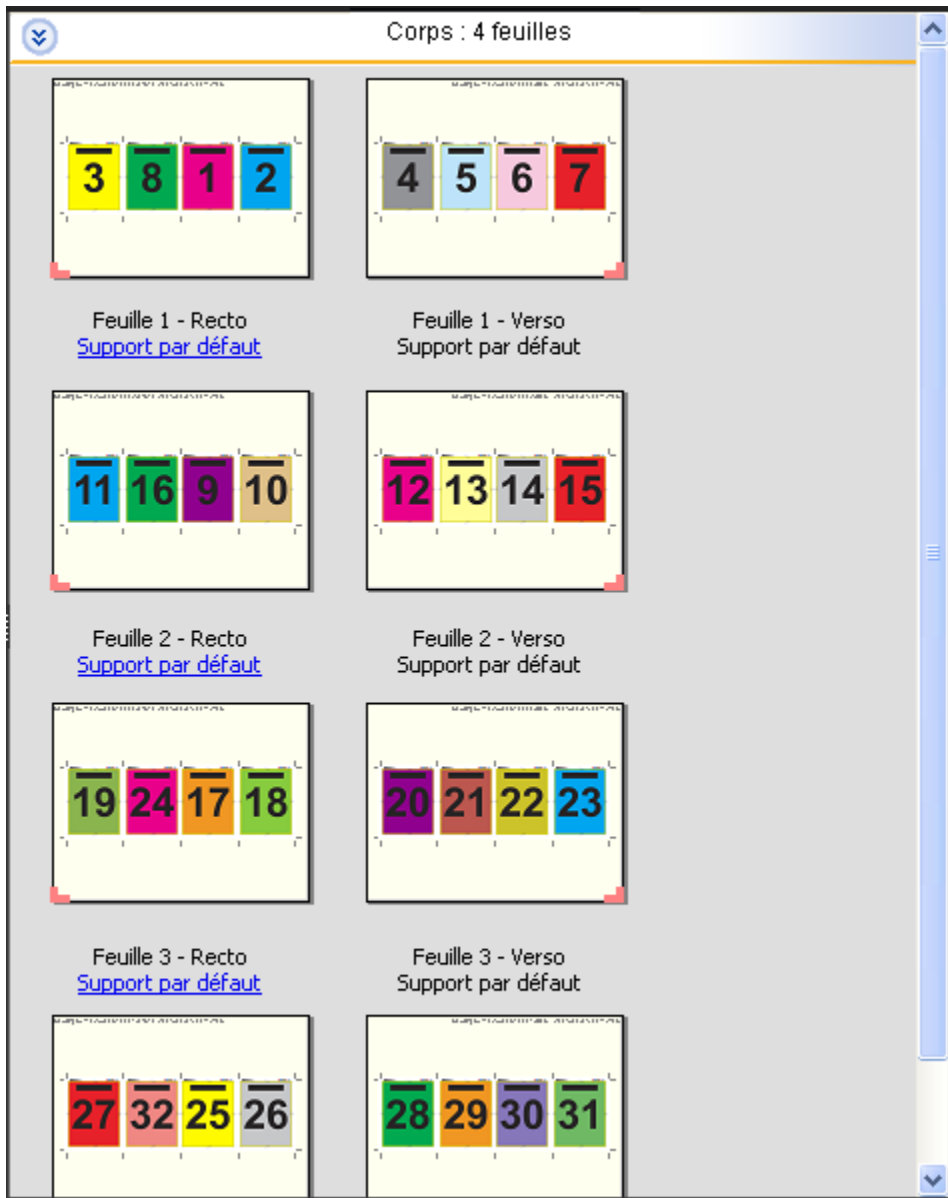 Corps : 4 feuilles
3 8 1 2
4 5 6 7
Feuille 1 - Recto
Support par défaut
Feuille 1 - Verso
Support par défaut
11 16 9 10
12 13 14 15
Feuille 2 - Recto
Support par défaut
Feuille 2 - Verso
Support par défaut
19 24 17 18
20 21 22 23
Feuille 3 - Recto
Support par défaut
Feuille 3 - Verso
Support par défaut
27 32 25 26
28 29 30 31